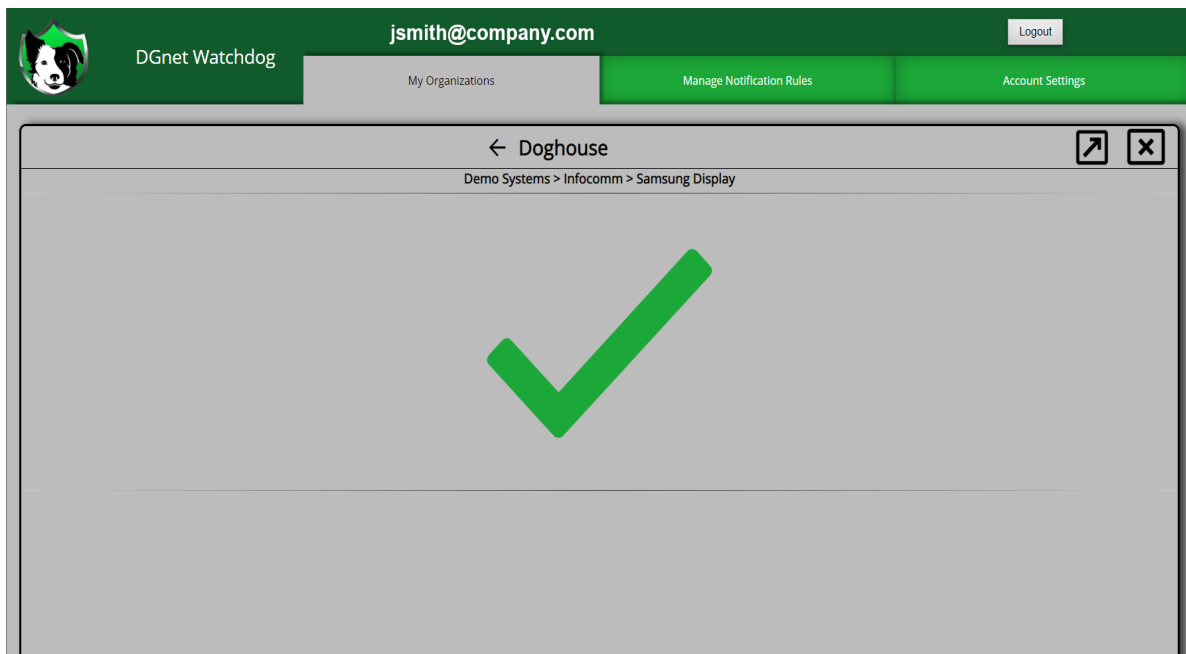 jsmith@company.com
Logout
DGnet Watchdog
My Organizations
Manage Notification Rules
Account Settings
← Doghouse
Demo Systems > Infocomm > Samsung Display